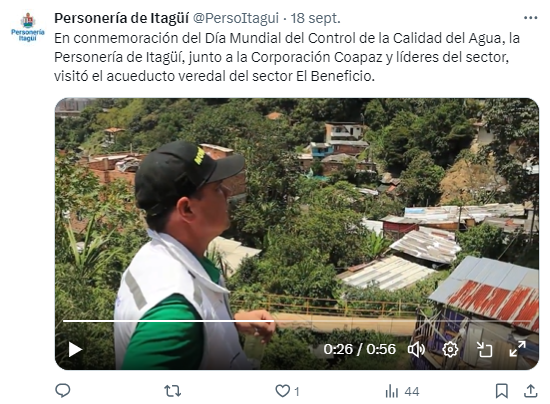 Personería de Itagüí @PersoItagui · 18 sept.
Personería
Itagüí
En conmemoración del Día Mundial del Control de la Calidad del Agua, la
Personería de Itagüí, junto a la Corporación Coapaz y líderes del sector,
visitó el acueducto veredal del sector El Beneficio.
0:26 / 0:56
1
44